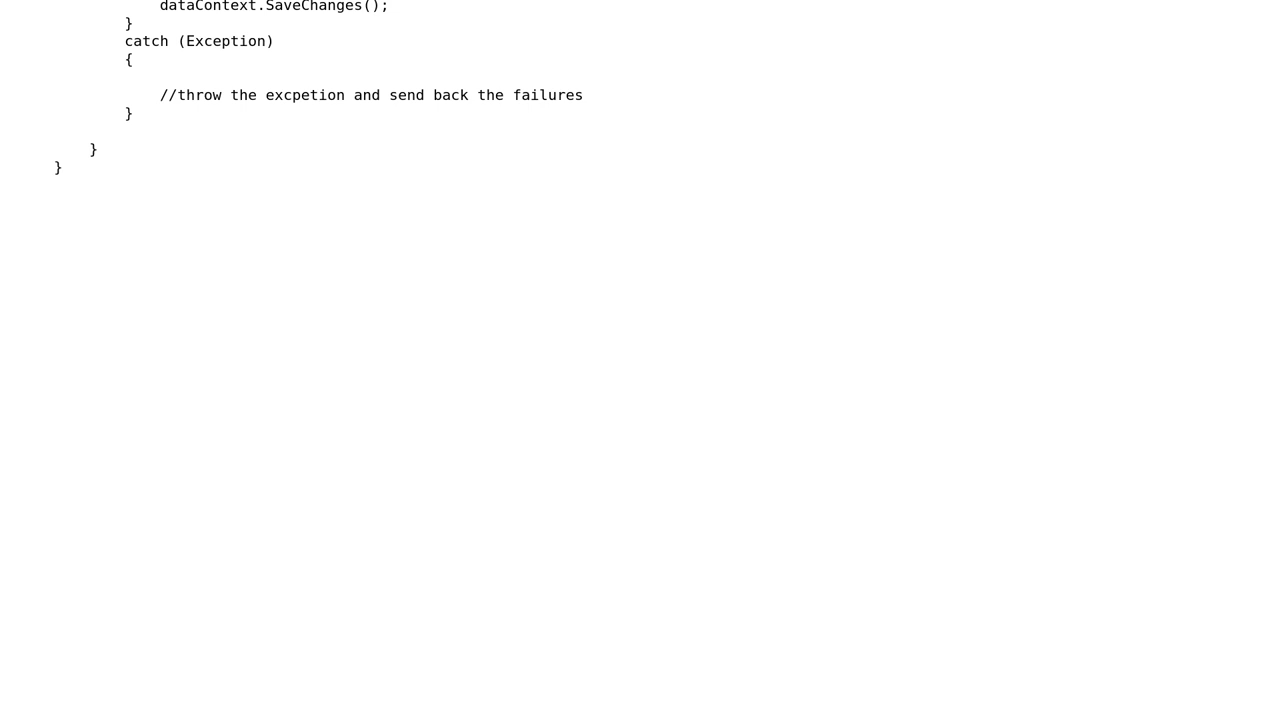 dataContext.SaveChanges();
}
catch (Exception)
{
//throw the excpetion and send back the failures
}
}
}